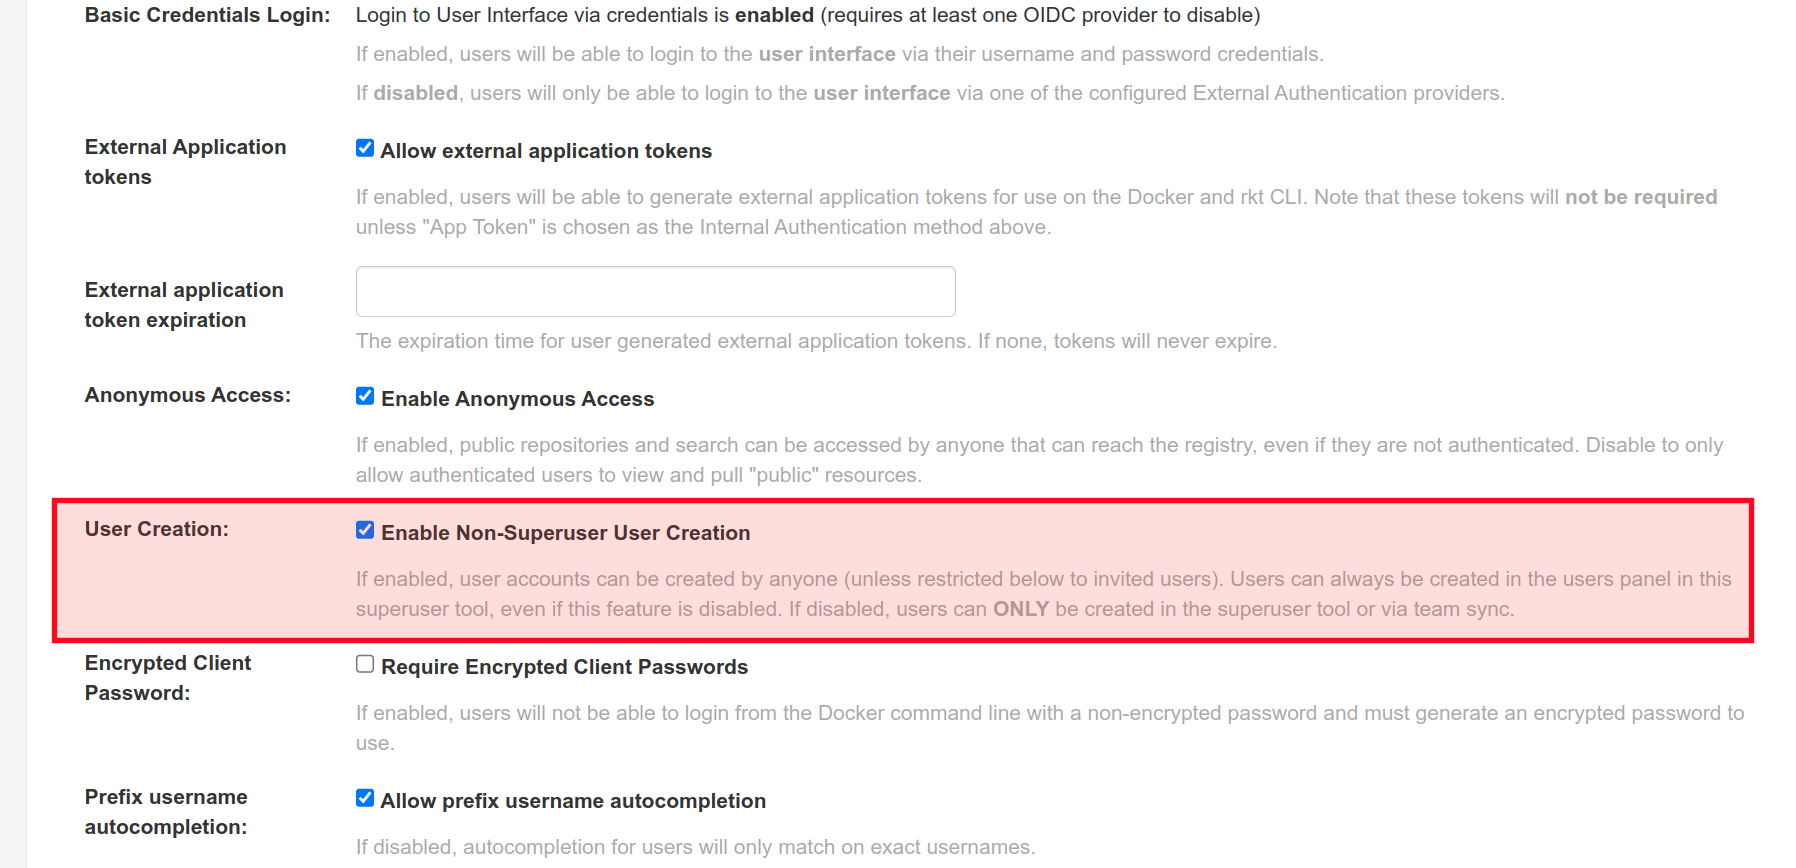 Basic Credentials Login: Login to User Interface via credentials is enabled (requires at least one OIDC provider to disable)
If enabled, users will be able to login to the user interface via their username and password credentials.
If disabled, users will only be able to login to the user interface via one of the configured External Authentication providers.
External Application
tokens
Allow external application tokens
If enabled, users will be able to generate external application tokens for use on the Docker and rkt CLI. Note that these tokens will not be required
unless "App Token" is chosen as the Internal Authentication method above.
External application
token expiration
The expiration time for user generated external application tokens. If none, tokens will never expire.
Anonymous Access: Enable Anonymous Access
If enabled, public repositories and search can be accessed by anyone that can reach the registry, even if they are not authenticated. Disable to only
allow authenticated users to view and pull "public" resources.
User Creation: Enable Non-Superuser User Creation
If enabled, user accounts can be created by anyone (unless restricted below to invited users). Users can always be created in the users panel in this
superuser tool, even if this feature is disabled. If disabled, users can ONLY be created in the superuser tool or via team sync.
Encrypted Client
Password:
Require Encrypted Client Passwords
If enabled, users will not be able to login from the Docker command line with a non-encrypted password and must generate an encrypted password to
use.
Prefix username
autocompletion:
Allow prefix username autocompletion
If disabled, autocompletion for users will only match on exact usernames.